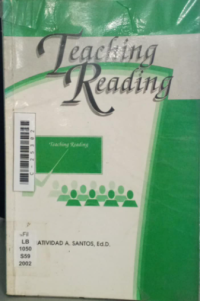 Teaching
Reading
Teaching Reading
ATIVIDAD A. SANTOS, Ed.D.
LB
1050
S59
2002